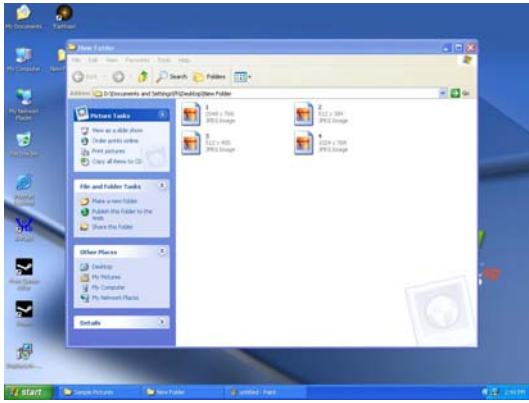 My Documents
New Folder
File Edit View Favorites Tools Help
Back Search Folders
Address D:\Documents and Settings\Pi\Desktop\New Folder Go
My Computer
My Network Places
Picture Tasks
View as a slide show
Order prints online
Print pictures
Copy all items to CD
1
2048 x 768
JPEG Image
2
512 x 384
JPEG Image
3
512 x 400
JPEG Image
4
1024 x 768
JPEG Image
File and Folder Tasks
Make a new folder
Publish this folder to the Web
Share this folder
Other Places
Desktop
My Pictures
My Computer
My Network Places
Details
start Sample Pictures New Folder untitled - Paint